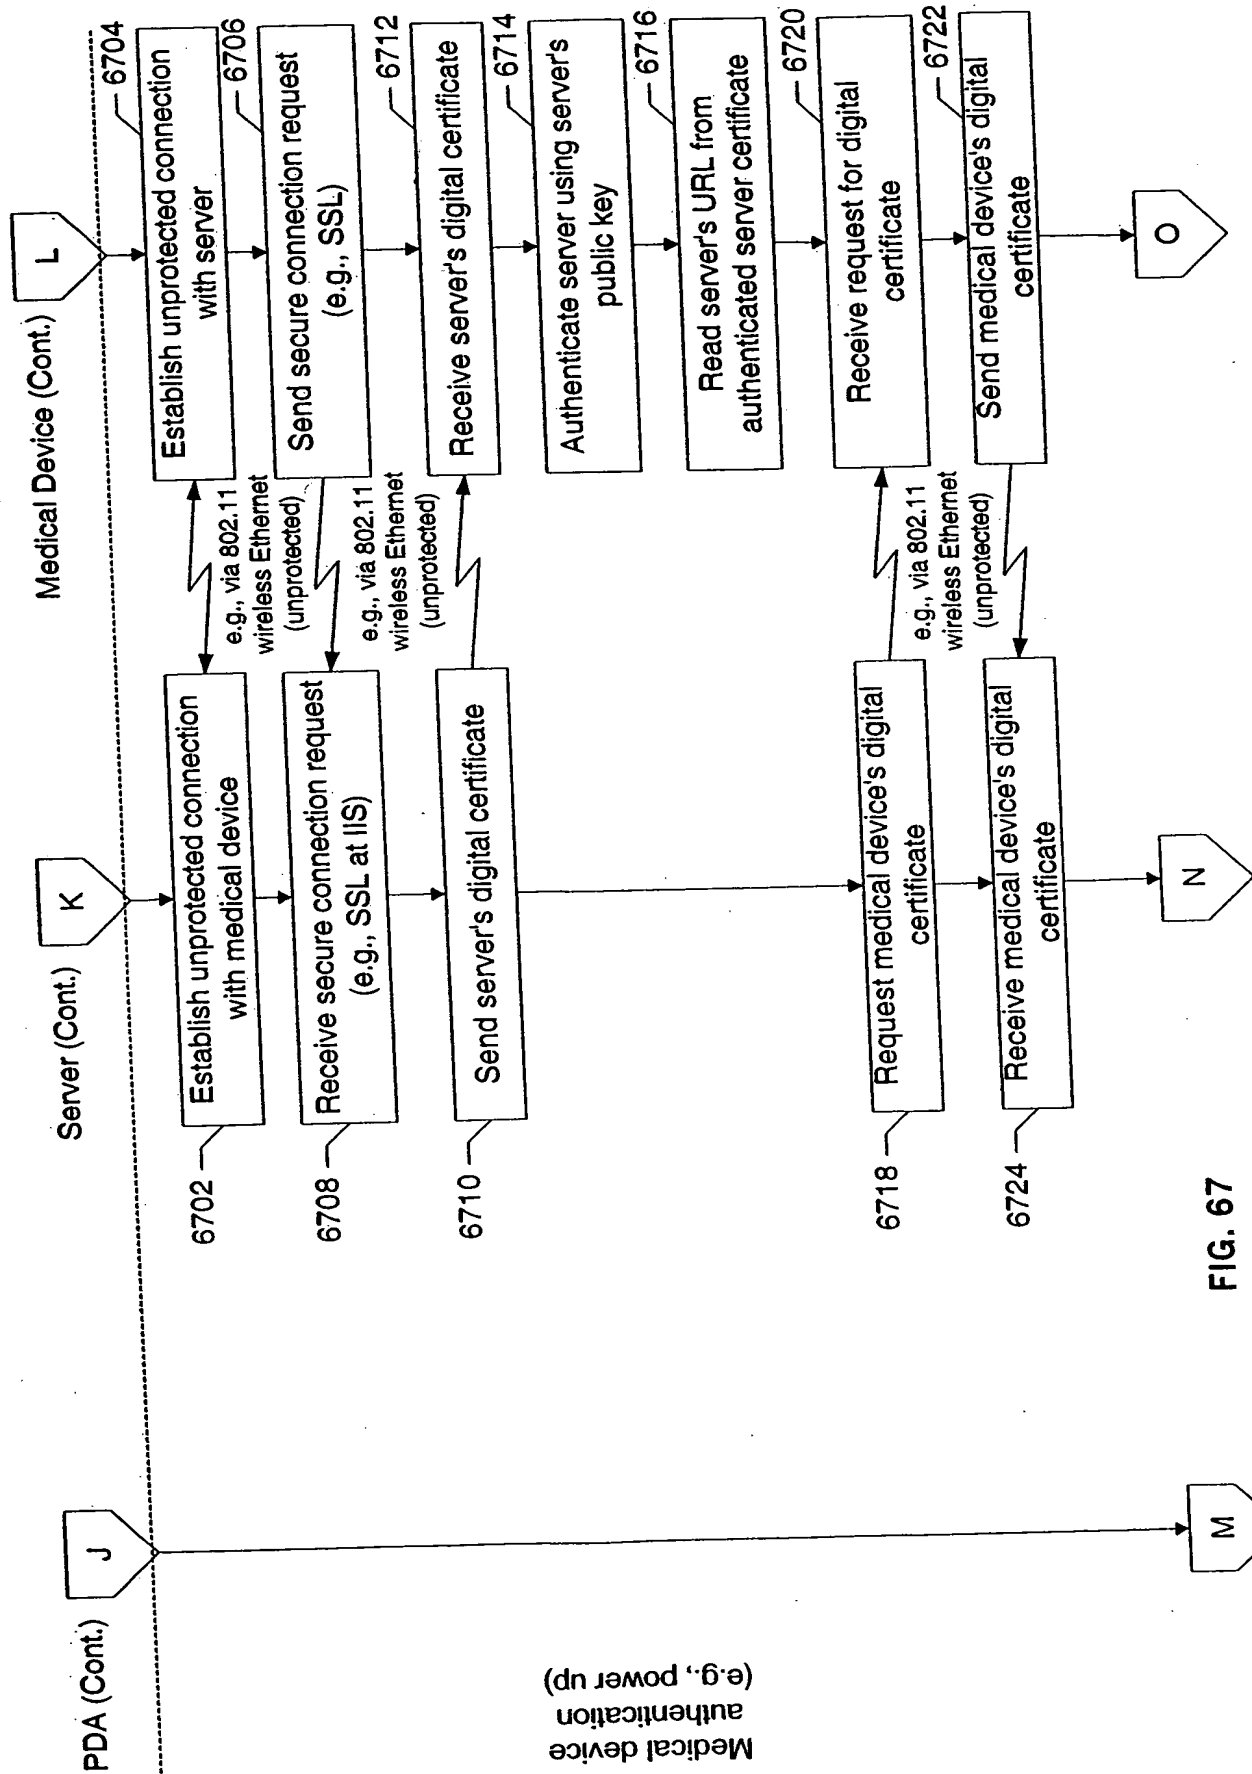 PDA (Cont.)
Server (Cont.)
Medical Device (Cont.)
J
K
L
Medical device
authentication
(e.g., power up)
6702
Establish unprotected connection
with medical device
e.g., via 802.11
wireless Ethernet
(unprotected)
6704
Establish unprotected connection
with server
6706
Send secure connection request
(e.g., SSL)
6708
Receive secure connection request
(e.g., SSL at IIS)
e.g., via 802.11
wireless Ethernet
(unprotected)
6710
Send server's digital certificate
6712
Receive server's digital certificate
6714
Authenticate server using server's
public key
6716
Read server's URL from
authenticated server certificate
6718
Request medical device's digital
certificate
e.g., via 802.11
wireless Ethernet
(unprotected)
6720
Receive request for digital
certificate
6722
Send medical device's digital
certificate
6724
Receive medical device's digital
certificate
M
N
O
FIG. 67